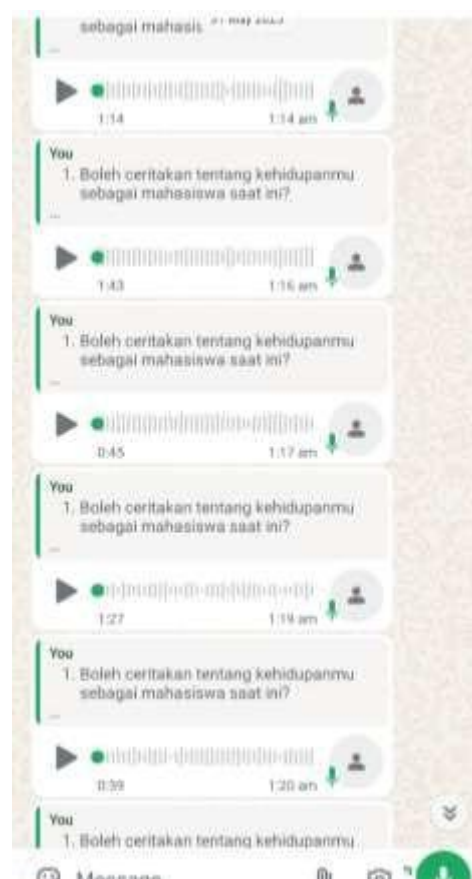 sebagai mahasis
1:14 1:14 am
You
1. Boleh ceritakan tentang kehidupanmu
sebagai mahasiswa saat ini?
...
1:43 1:16 am
You
1. Boleh ceritakan tentang kehidupanmu
sebagai mahasiswa saat ini?
...
0:45 1:17 am
You
1. Boleh ceritakan tentang kehidupanmu
sebagai mahasiswa saat ini?
...
1:27 1:19 am
You
1. Boleh ceritakan tentang kehidupanmu
sebagai mahasiswa saat ini?
...
0:39 1:20 am
You
1. Boleh ceritakan tentang kehidupanmu
Message